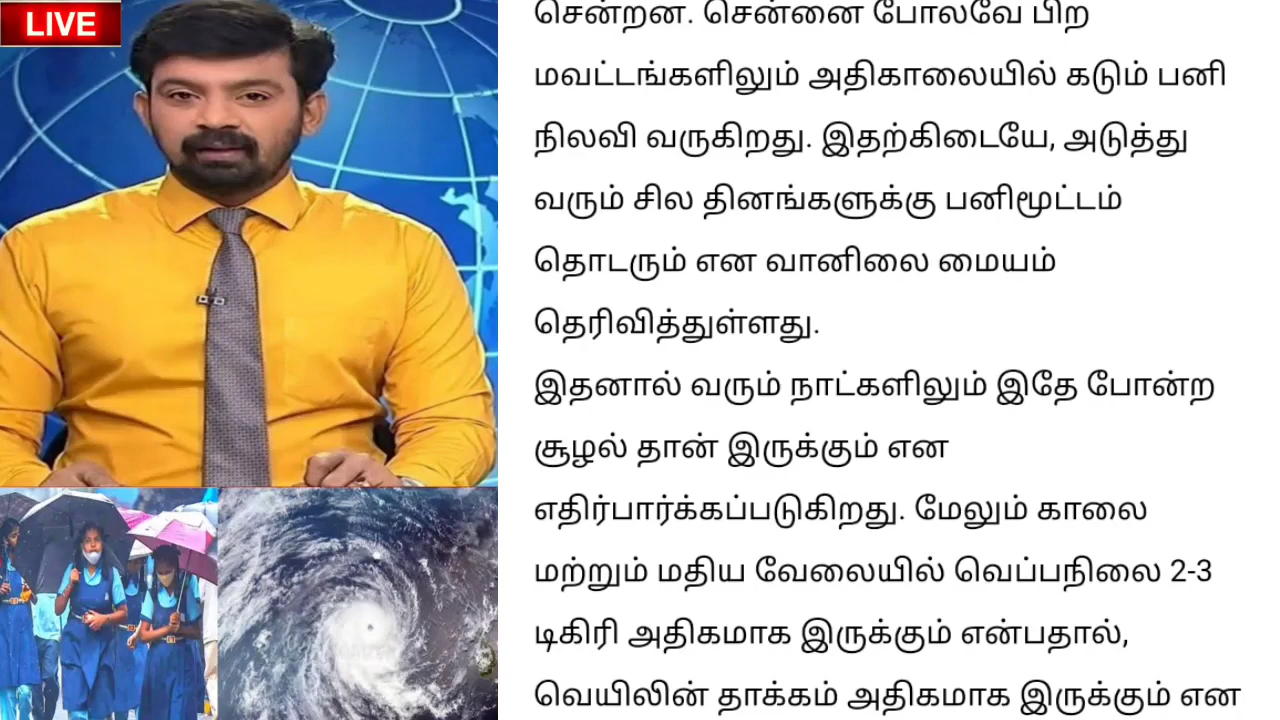 LIVE
சென்றன. சென்னை போலவே பிற
மவட்டங்களிலும் அதிகாலையில் கடும் பனி
நிலவி வருகிறது. இதற்கிடையே, அடுத்து
வரும் சில தினங்களுக்கு பனிமூட்டம்
தொடரும் என வானிலை மையம்
தெரிவித்துள்ளது.
இதனால் வரும் நாட்களிலும் இதே போன்ற
சூழல் தான் இருக்கும் என
எதிர்பார்க்கப்படுகிறது. மேலும் காலை
மற்றும் மதிய வேலையில் வெப்பநிலை 2-3
டிகிரி அதிகமாக இருக்கும் என்பதால்,
வெயிலின் தாக்கம் அதிகமாக இருக்கும் என